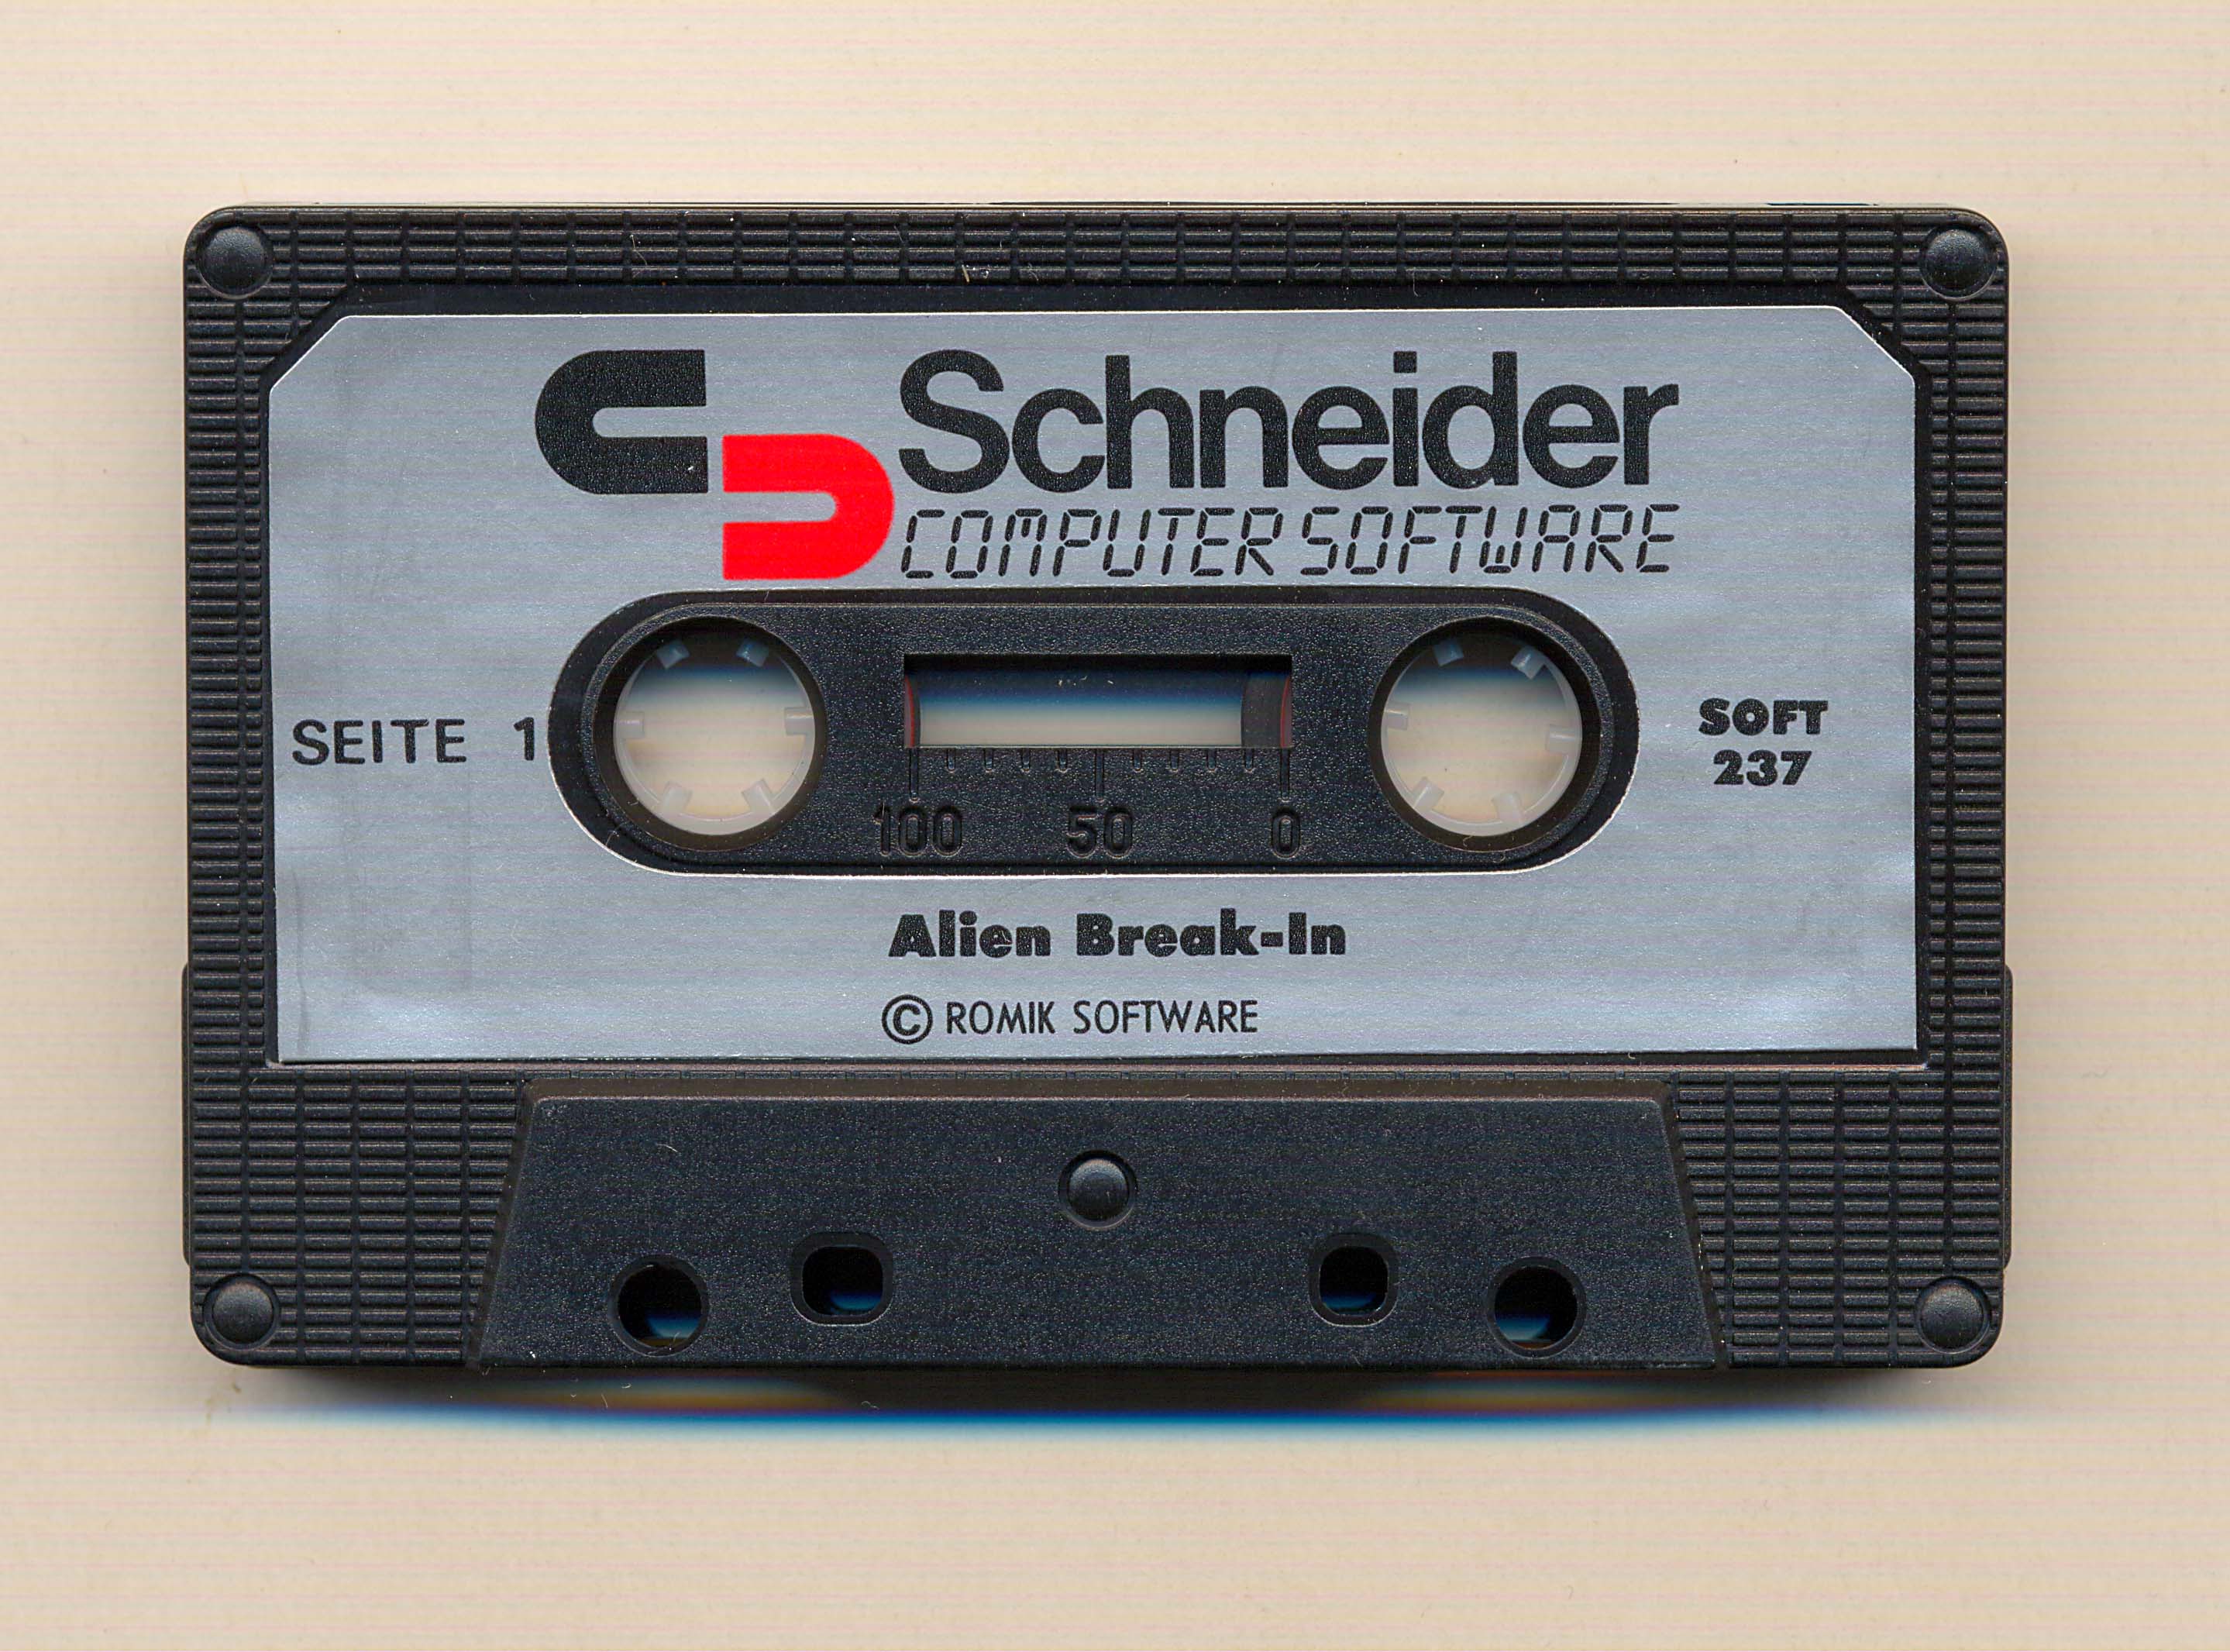 Schneider
COMPUTER SOFTWARE
SEITE 1
SOFT
237
100 50 0
Alien Break-In
© ROMIK SOFTWARE